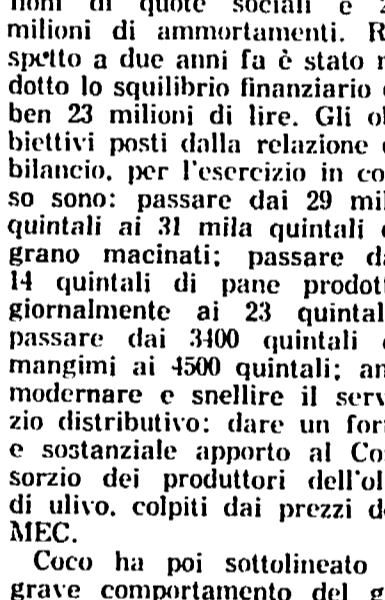 lioni di quote sociali e 2
milioni di ammortamenti. R
spetto a due anni fa è stato r
dotto lo squilibrio finanziario
ben 23 milioni di lire. Gli ob
biettivi posti dalla relazione
bilancio, per l'esercizio in co
so sono: passare dai 29 mil
quintali ai 31 mila quintali
grano macinati; passare da
14 quintali di pane prodott
giornalmente ai 23 quintal
passare dai 3400 quintali
mangimi ai 4500 quintali; am
modernare e snellire il serv
zio distributivo: dare un for
e sostanziale apporto al Co
sorzio dei produttori dell'ol
di ulivo, colpiti dai prezzi d
MEC.
Coco ha poi sottolineato
grave comportamento del g